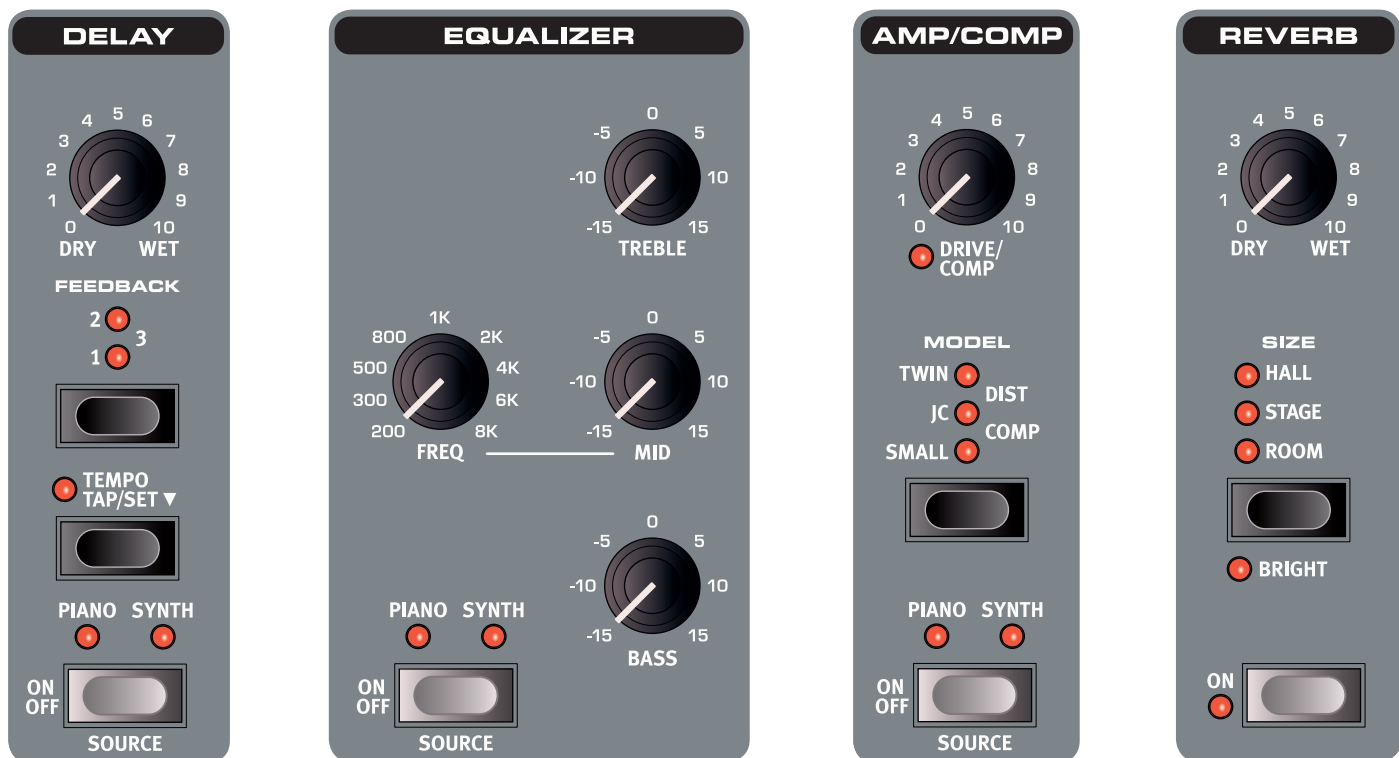 DELAY
5
4 6
3 7
2 8
1 9
0 10
DRY WET
FEEDBACK
2
3
1
TEMPO
TAP/SET ▼
PIANO SYNTH
ON
OFF
SOURCE
EQUALIZER
0
-5 5
-10 10
-15 15
TREBLE
1K
800 2K
500 4K
300 6K
200 8K
FREQ
0
-5 5
-10 10
-15 15
MID
0
-5 5
-10 10
-15 15
BASS
PIANO SYNTH
ON
OFF
SOURCE
AMP/COMP
5
4 6
3 7
2 8
1 9
0 10
DRIVE/
COMP
MODEL
TWIN
DIST
JC
COMP
SMALL
PIANO SYNTH
ON
OFF
SOURCE
REVERB
5
4 6
3 7
2 8
1 9
0 10
DRY WET
SIZE
HALL
STAGE
ROOM
BRIGHT
ON